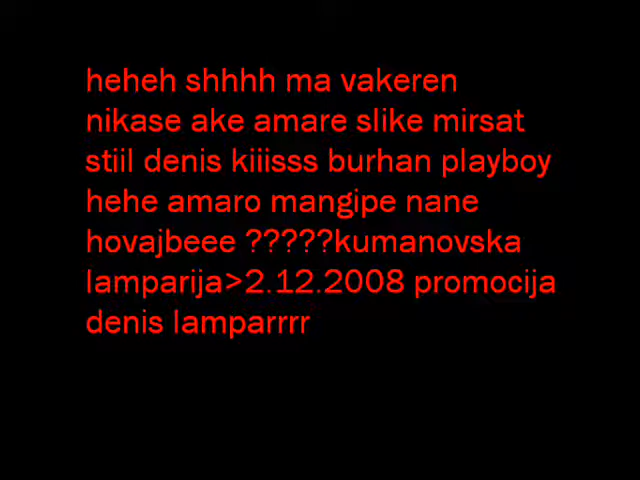 heheh shhhh ma vakeren
nikase ake amare slike mirsat
stiil denis kiiisss burhan playboy
hehe amaro mangipe nane
hovajbeee ?????kumanovska
lamparija>2.12.2008 promocija
denis lamparrrr